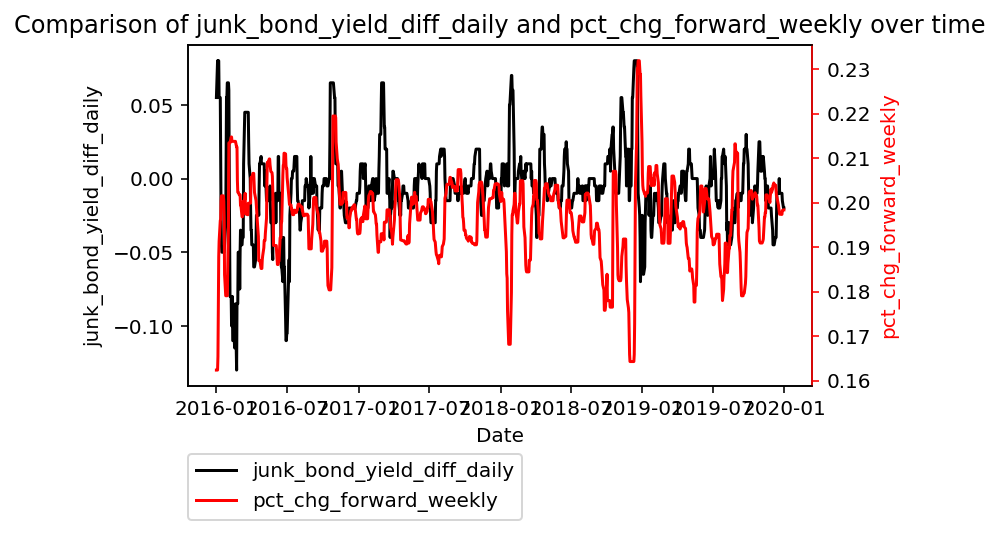 Comparison of junk_bond_yield_diff_daily and pct_chg_forward_weekly over time
junk_bond_yield_diff_daily
0.05
0.00
−0.05
−0.10
0.23
0.22
0.21
0.20
0.19
0.18
0.17
0.16
pct_chg_forward_weekly
2016-01 2016-07 2017-01 2017-07 2018-01 2018-07 2019-01 2019-07 2020-01
Date
junk_bond_yield_diff_daily
pct_chg_forward_weekly